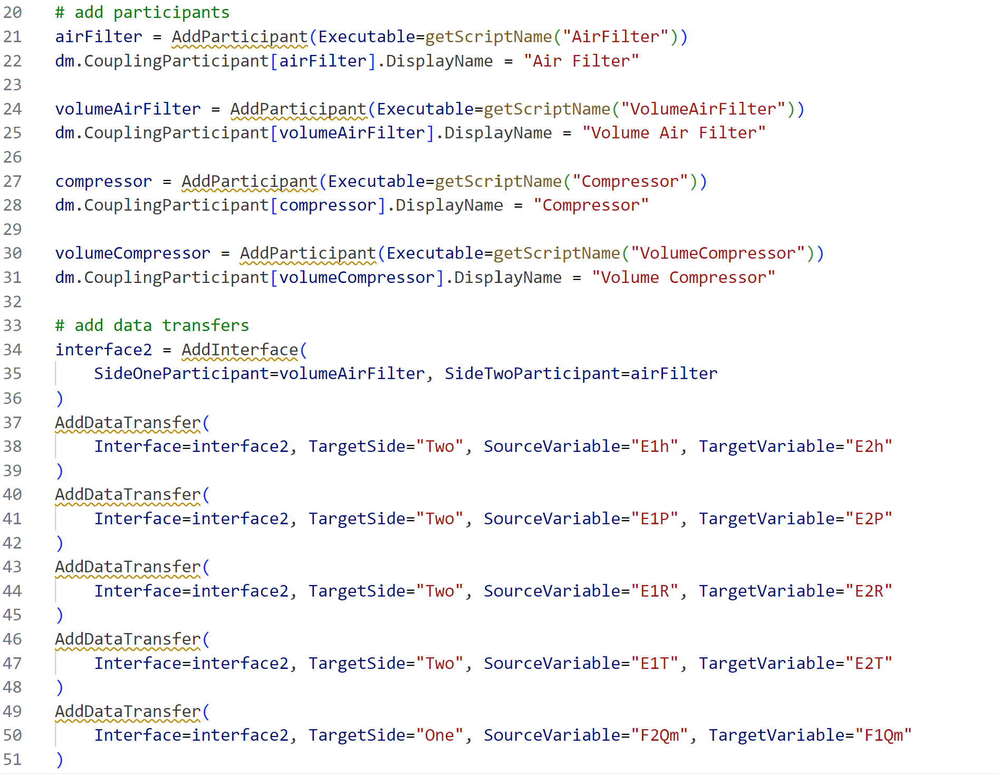 20 # add participants
21 airFilter = AddParticipant(Executable=getScriptName("AirFilter"))
22 dm.CouplingParticipant[airFilter].DisplayName = "Air Filter"
23
24 volumeAirFilter = AddParticipant(Executable=getScriptName("VolumeAirFilter"))
25 dm.CouplingParticipant[volumeAirFilter].DisplayName = "Volume Air Filter"
26
27 compressor = AddParticipant(Executable=getScriptName("Compressor"))
28 dm.CouplingParticipant[compressor].DisplayName = "Compressor"
29
30 volumeCompressor = AddParticipant(Executable=getScriptName("VolumeCompressor"))
31 dm.CouplingParticipant[volumeCompressor].DisplayName = "Volume Compressor"
32
33 # add data transfers
34 interface2 = AddInterface(
35     SideOneParticipant=volumeAirFilter, SideTwoParticipant=airFilter
36 )
37 AddDataTransfer(
38     Interface=interface2, TargetSide="Two", SourceVariable="E1h", TargetVariable="E2h"
39 )
40 AddDataTransfer(
41     Interface=interface2, TargetSide="Two", SourceVariable="E1P", TargetVariable="E2P"
42 )
43 AddDataTransfer(
44     Interface=interface2, TargetSide="Two", SourceVariable="E1R", TargetVariable="E2R"
45 )
46 AddDataTransfer(
47     Interface=interface2, TargetSide="Two", SourceVariable="E1T", TargetVariable="E2T"
48 )
49 AddDataTransfer(
50     Interface=interface2, TargetSide="One", SourceVariable="F2Qm", TargetVariable="F1Qm"
51 )